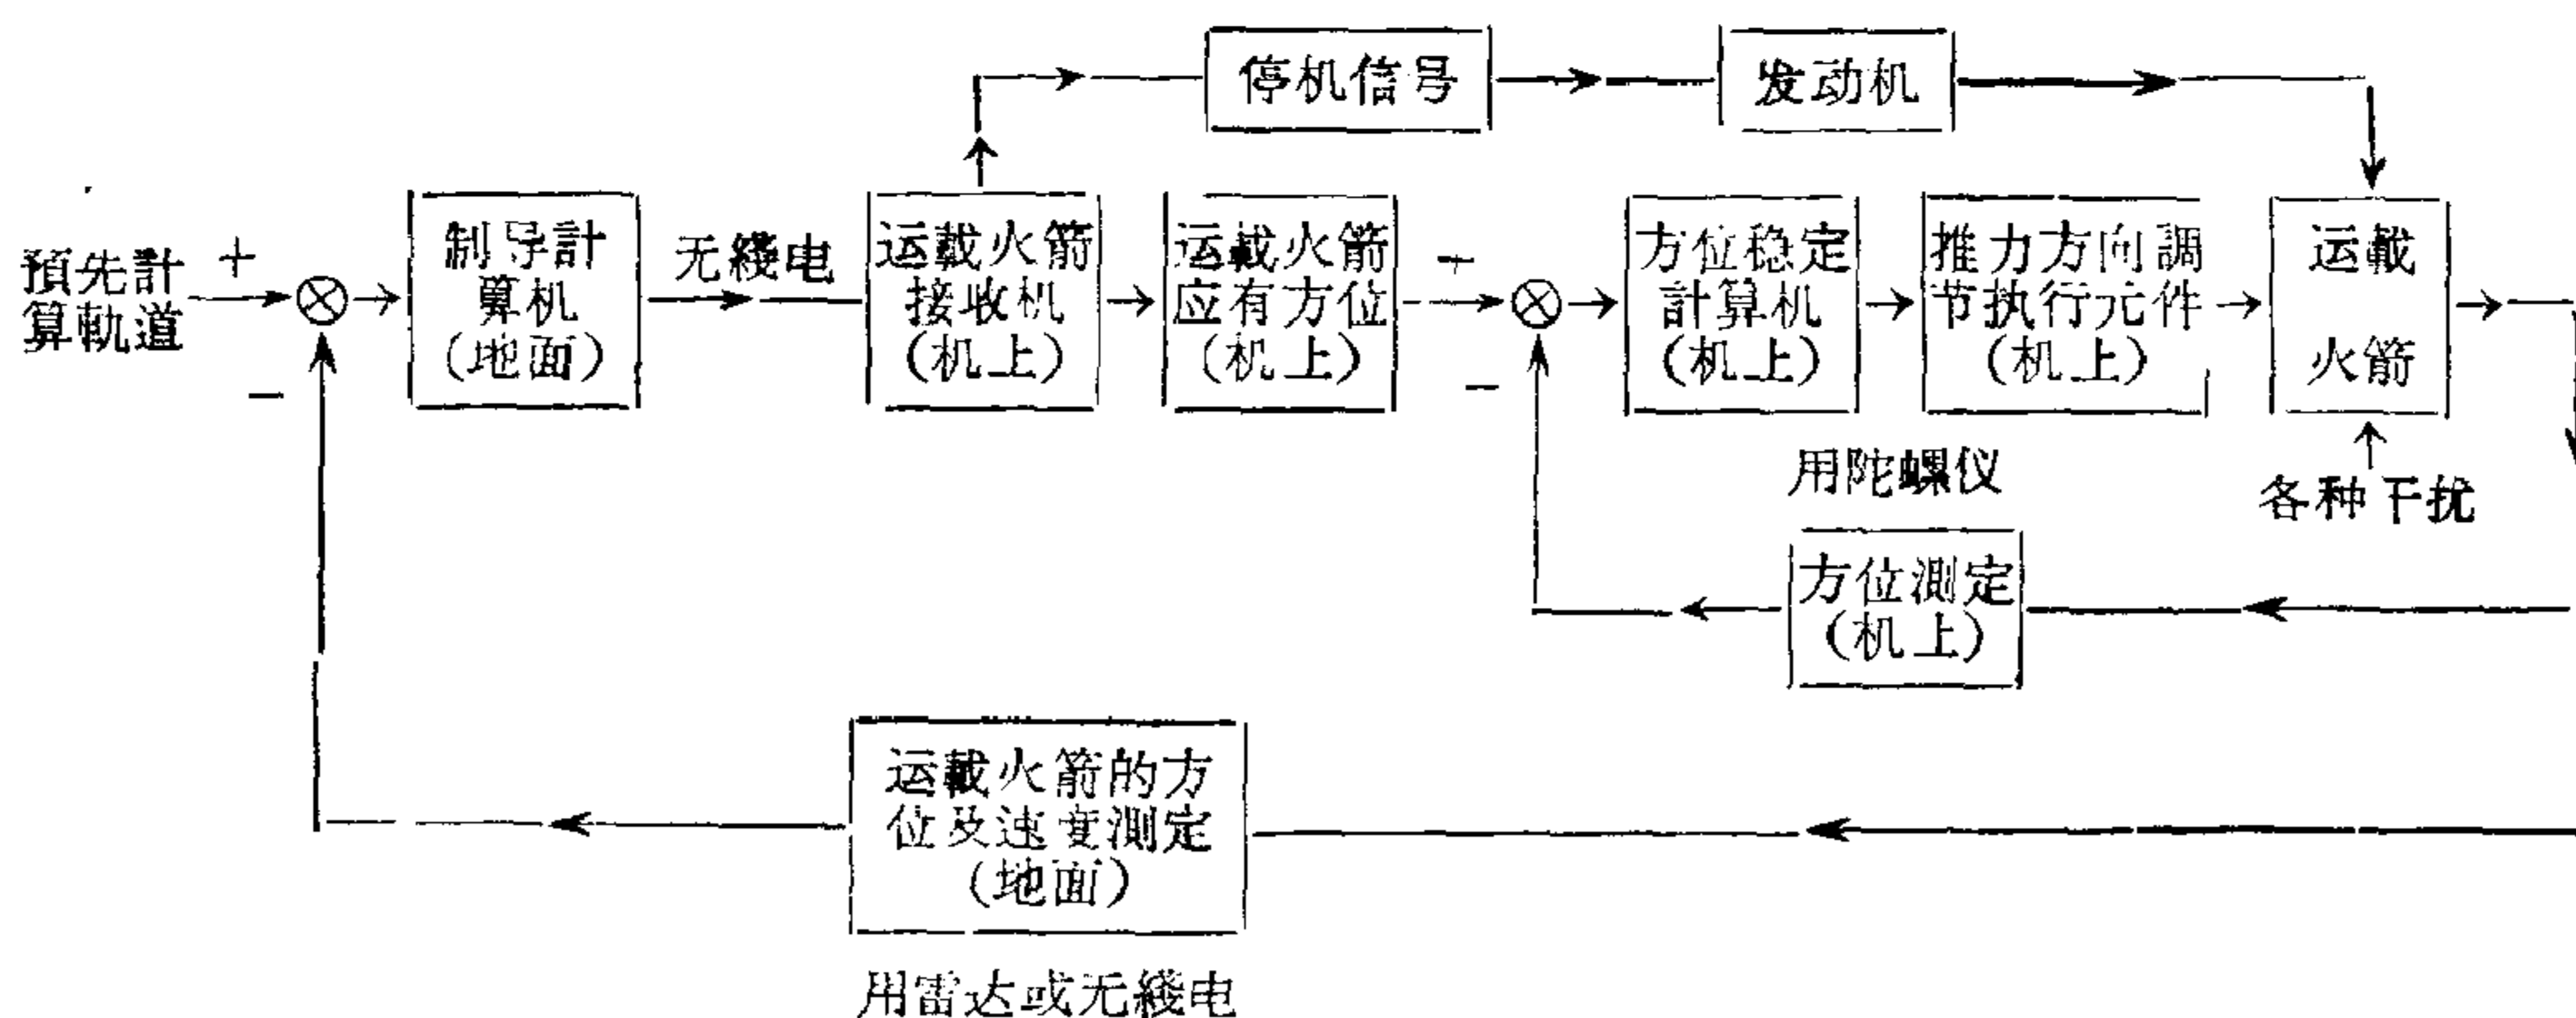 停机信号
发动机
預先計
算軌道
+
−
制导計
算机
(地面)
无綫电
运載火箭
接收机
(机上)
运載火箭
应有方位
(机上)
+
−
方位稳定
計算机
(机上)
推力方向調
节执行元件
(机上)
运載
火箭
各种干扰
用陀螺仪
方位測定
(机上)
运載火箭的方
位及速度測定
(地面)
用雷达或无綫电